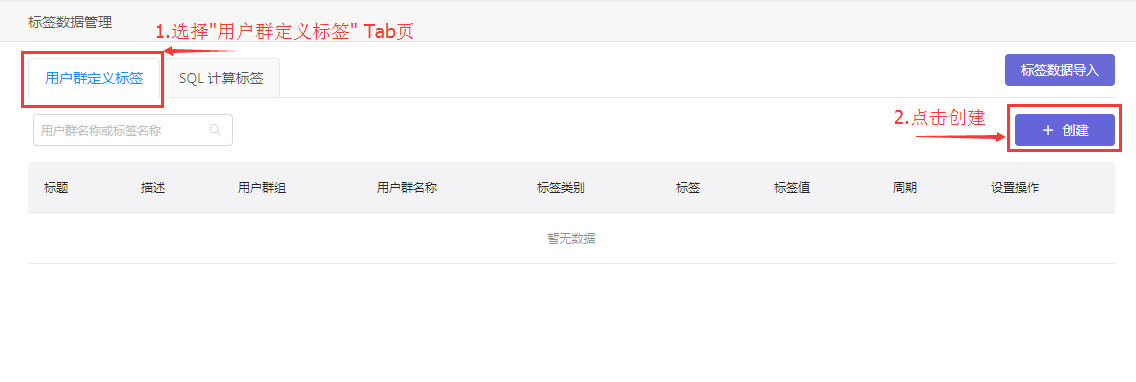 标签数据管理
1.选择"用户群定义标签" Tab页
用户群定义标签 SQL 计算标签 标签数据导入
2.点击创建
用户群名称或标签名称 + 创建
标题 描述 用户群组 用户群名称 标签类别 标签 标签值 周期 设置操作
暂无数据